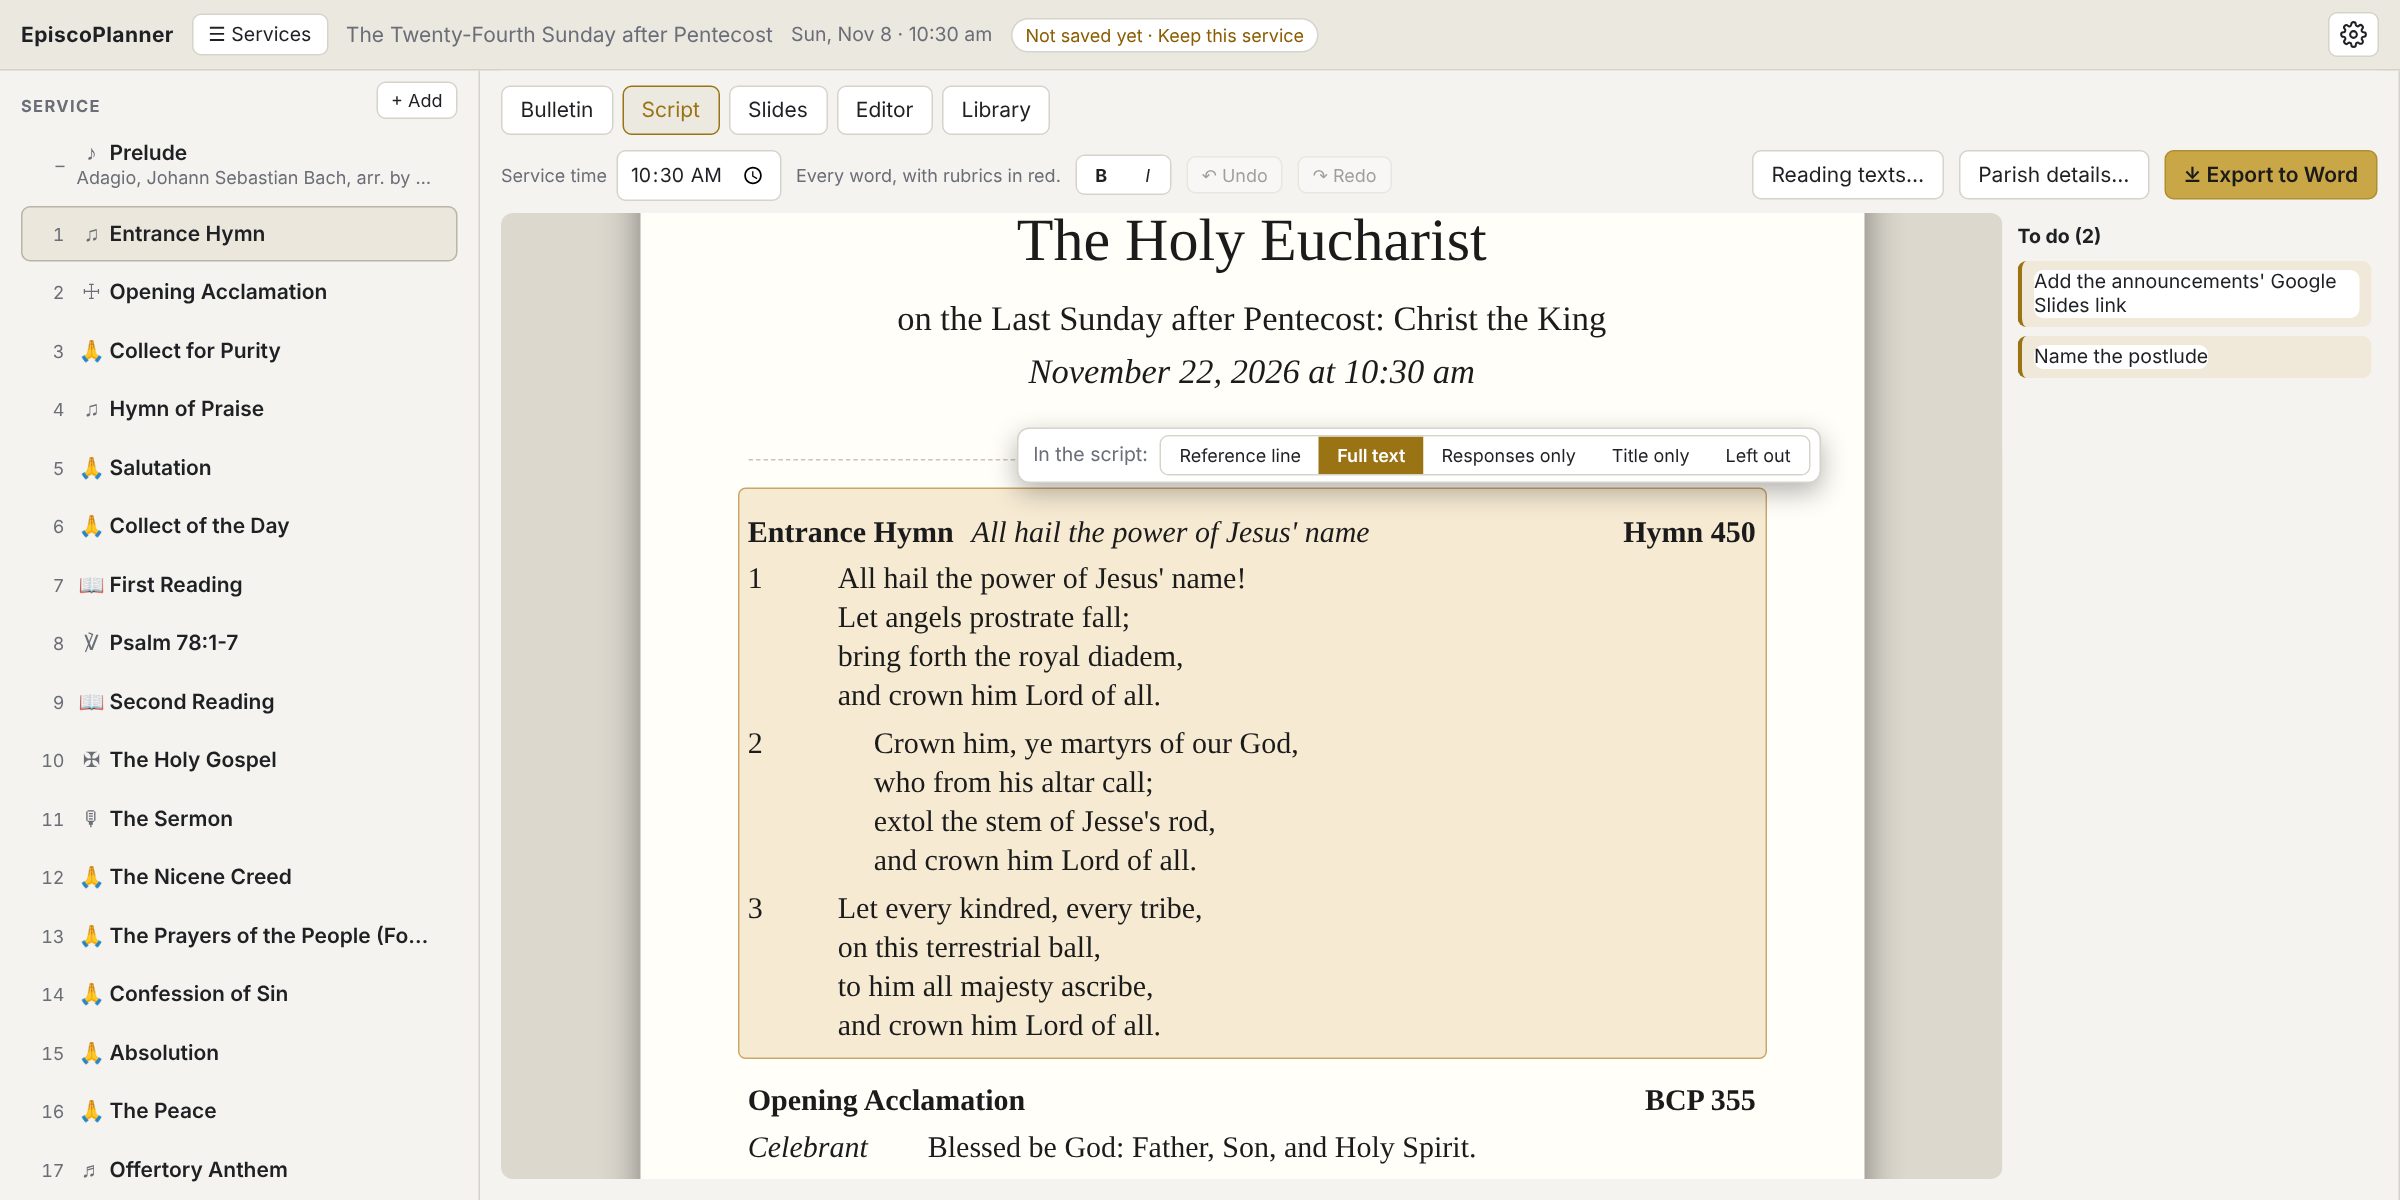 EpiscoPlanner ☰ Services The Twenty-Fourth Sunday after Pentecost Sun, Nov 8 · 10:30 am Not saved yet · Keep this service
SERVICE + Add
– ♪ Prelude
Adagio, Johann Sebastian Bach, arr. by ...
1 ♫ Entrance Hymn
2 ☩ Opening Acclamation
3 🙏 Collect for Purity
4 ♫ Hymn of Praise
5 🙏 Salutation
6 🙏 Collect of the Day
7 📖 First Reading
8 ℣ Psalm 78:1-7
9 📖 Second Reading
10 ✠ The Holy Gospel
11 🎙 The Sermon
12 🙏 The Nicene Creed
13 🙏 The Prayers of the People (Fo...
14 🙏 Confession of Sin
15 🙏 Absolution
16 🙏 The Peace
17 ♬ Offertory Anthem
Bulletin Script Slides Editor Library
Service time 10:30 AM Every word, with rubrics in red. B I ↶ Undo ↷ Redo Reading texts... Parish details... Export to Word
The Holy Eucharist
on the Last Sunday after Pentecost: Christ the King
November 22, 2026 at 10:30 am
In the script: Reference line Full text Responses only Title only Left out
Entrance Hymn All hail the power of Jesus' name Hymn 450
1 All hail the power of Jesus' name!
Let angels prostrate fall;
bring forth the royal diadem,
and crown him Lord of all.
2 Crown him, ye martyrs of our God,
who from his altar call;
extol the stem of Jesse's rod,
and crown him Lord of all.
3 Let every kindred, every tribe,
on this terrestrial ball,
to him all majesty ascribe,
and crown him Lord of all.
Opening Acclamation BCP 355
Celebrant Blessed be God: Father, Son, and Holy Spirit.
To do (2)
Add the announcements' Google
Slides link
Name the postlude